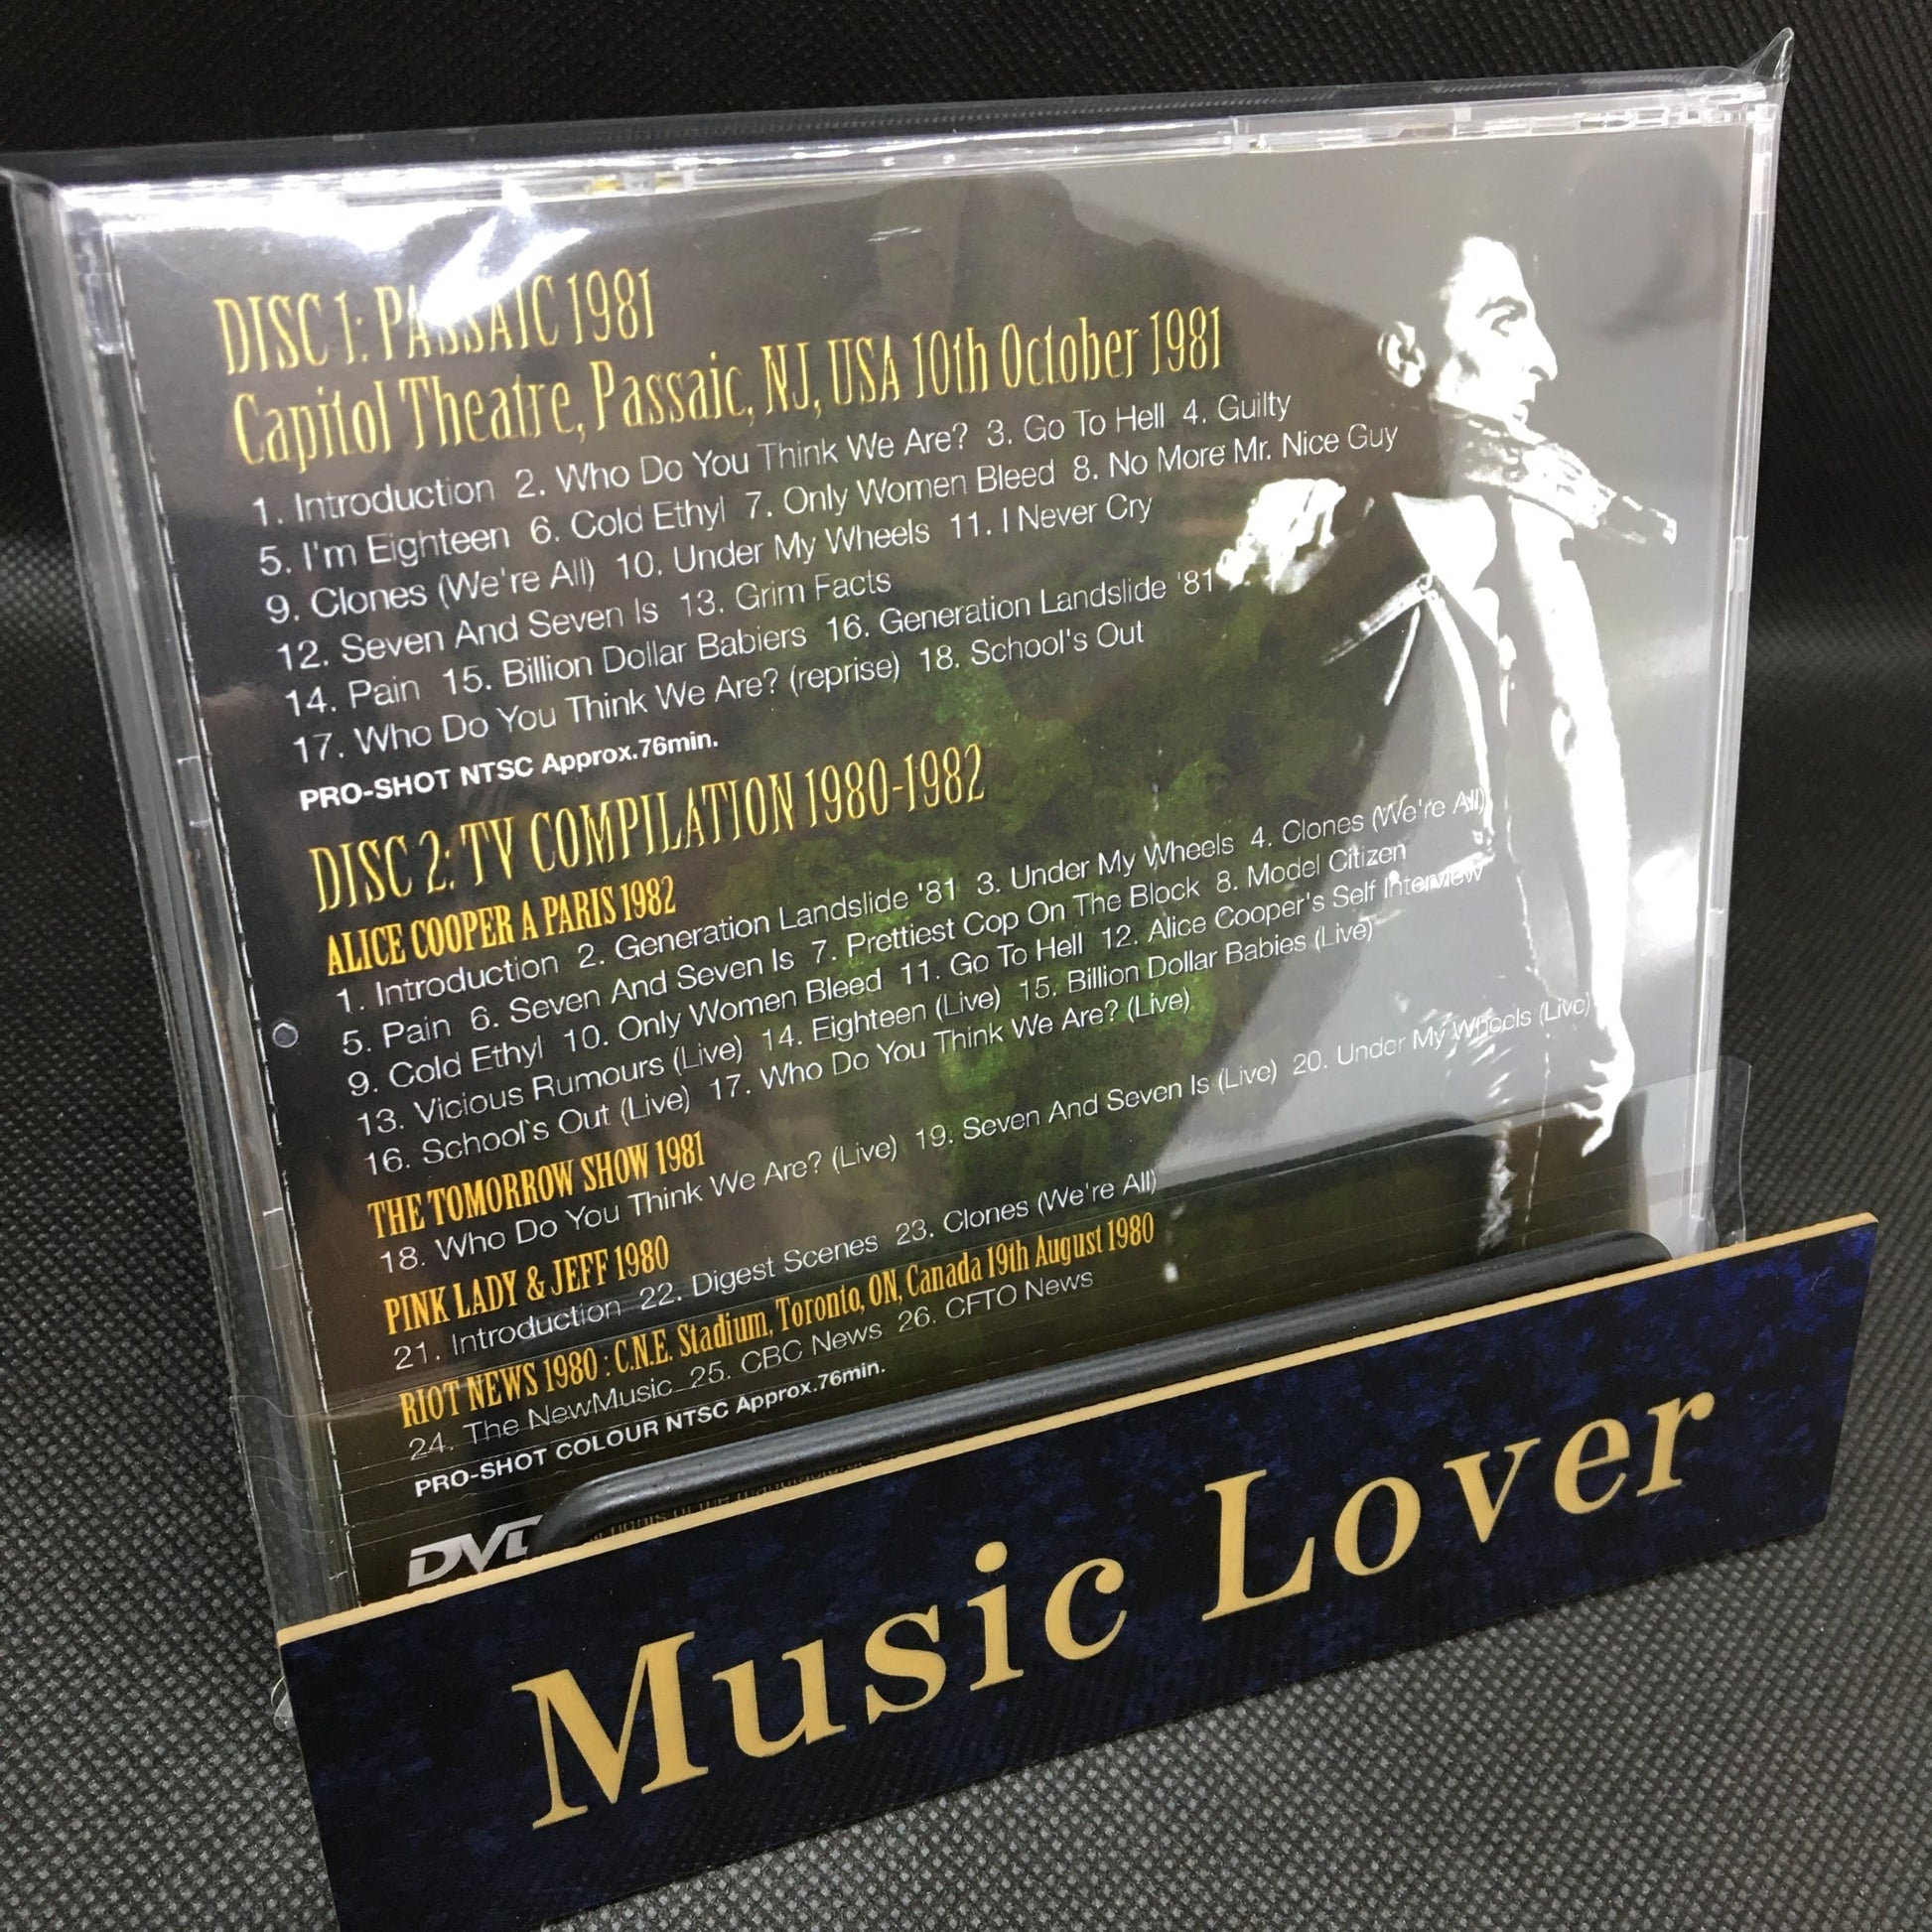 DISC 1: PASSAIC 1981
Capitol Theatre, Passaic, NJ, USA 10th October 1981
1. Introduction 2. Who Do You Think We Are? 3. Go To Hell 4. Guilty
5. I'm Eighteen 6. Cold Ethyl 7. Only Women Bleed 8. No More Mr. Nice Guy
9. Clones (We're All) 10. Under My Wheels 11. I Never Cry
12. Seven And Seven Is 13. Grim Facts
14. Pain 15. Billion Dollar Babiers 16. Generation Landslide '81
17. Who Do You Think We Are? (reprise) 18. School's Out
PRO-SHOT NTSC Approx.76min.
DISC 2: TV COMPILATION 1980-1982
ALICE COOPER A PARIS 1982
1. Introduction 2. Generation Landslide '81 3. Under My Wheels 4. Clones (We're All)
5. Pain 6. Seven And Seven Is 7. Prettiest Cop On The Block 8. Model Citizen
9. Cold Ethyl 10. Only Women Bleed 11. Go To Hell 12. Alice Cooper's Self Interview
13. Vicious Rumours (Live) 14. Eighteen (Live) 15. Billion Dollar Babies (Live)
16. School's Out (Live) 17. Who Do You Think We Are? (Live)
THE TOMORROW SHOW 1981
18. Who Do You Think We Are? (Live) 19. Seven And Seven Is (Live) 20. Under My Wheels (Live)
PINK LADY & JEFF 1980
21. Introduction 22. Digest Scenes 23. Clones (We're All)
RIOT NEWS 1980 : C.N.E. Stadium, Toronto, ON, Canada 19th August 1980
24. The NewMusic 25. CBC News 26. CFTO News
PRO-SHOT COLOUR NTSC Approx.76min.
DVD
Music Lover